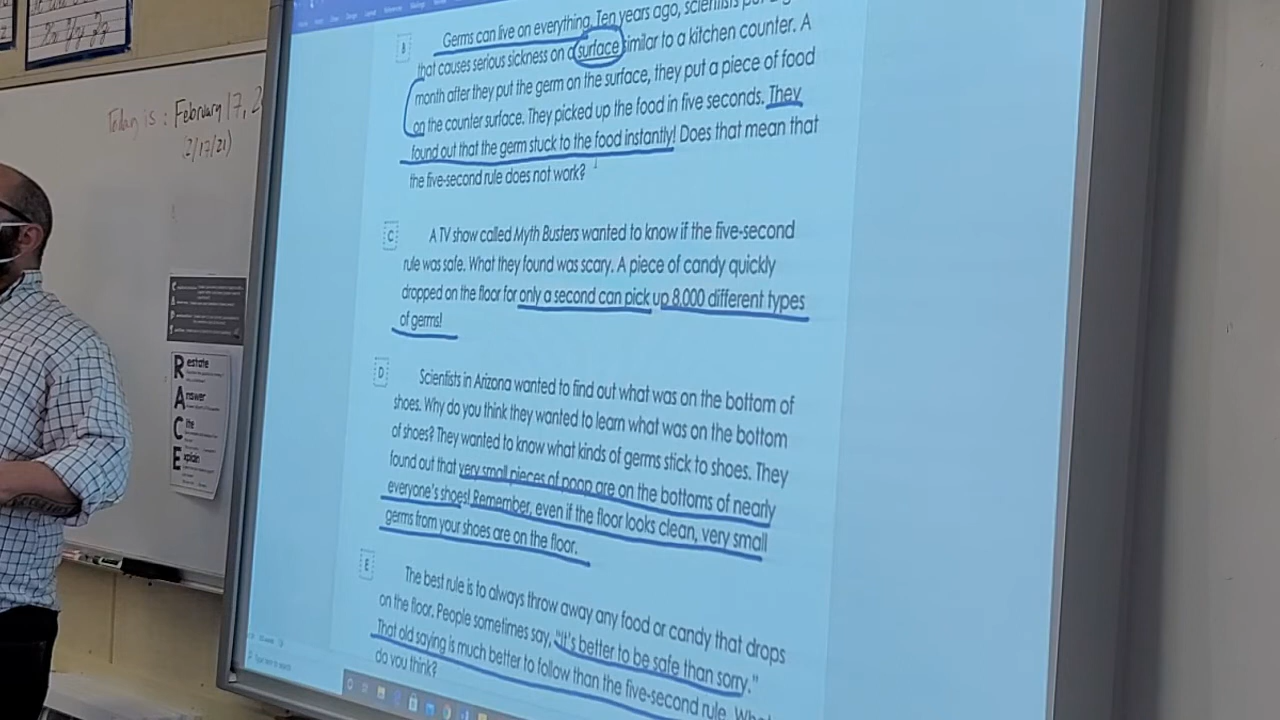 Today is : February 17, 2
(2/17/21)
R estate
A nswer
C ite
E xplain
B
Germs can live on everything. Ten years ago, scientists
that causes serious sickness on a surface similar to a kitchen counter. A
month after they put the germ on the surface, they put a piece of food
on the counter surface. They picked up the food in five seconds. They
found out that the germ stuck to the food instantly! Does that mean that
the five-second rule does not work?
C
A TV show called Myth Busters wanted to know if the five-second
rule was safe. What they found was scary. A piece of candy quickly
dropped on the floor for only a second can pick up 8,000 different types
of germs!
D
Scientists in Arizona wanted to find out what was on the bottom of
shoes. Why do you think they wanted to learn what was on the bottom
of shoes? They wanted to know what kinds of germs stick to shoes. They
found out that very small pieces of poop are on the bottoms of nearly
everyone's shoes! Remember, even if the floor looks clean, very small
germs from your shoes are on the floor.
E
The best rule is to always throw away any food or candy that drops
on the floor. People sometimes say, "It's better to be safe than sorry."
That old saying is much better to follow than the five-second rule.
do you think?